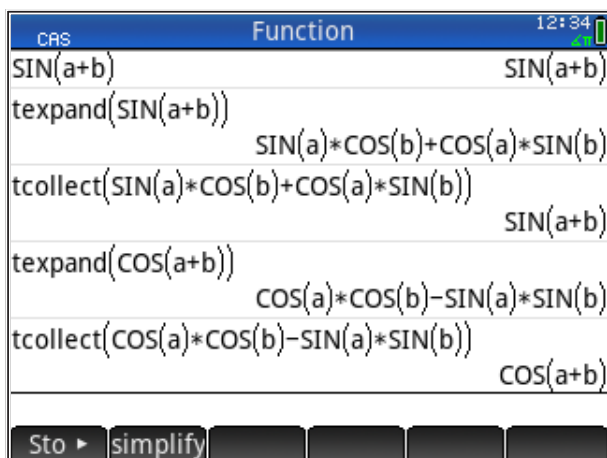 CAS Function 12:34
∡π
SIN(a+b) SIN(a+b)
texpand(SIN(a+b))
SIN(a)*COS(b)+COS(a)*SIN(b)
tcollect(SIN(a)*COS(b)+COS(a)*SIN(b))
SIN(a+b)
texpand(COS(a+b))
COS(a)*COS(b)−SIN(a)*SIN(b)
tcollect(COS(a)*COS(b)−SIN(a)*SIN(b))
COS(a+b)
Sto ► simplify